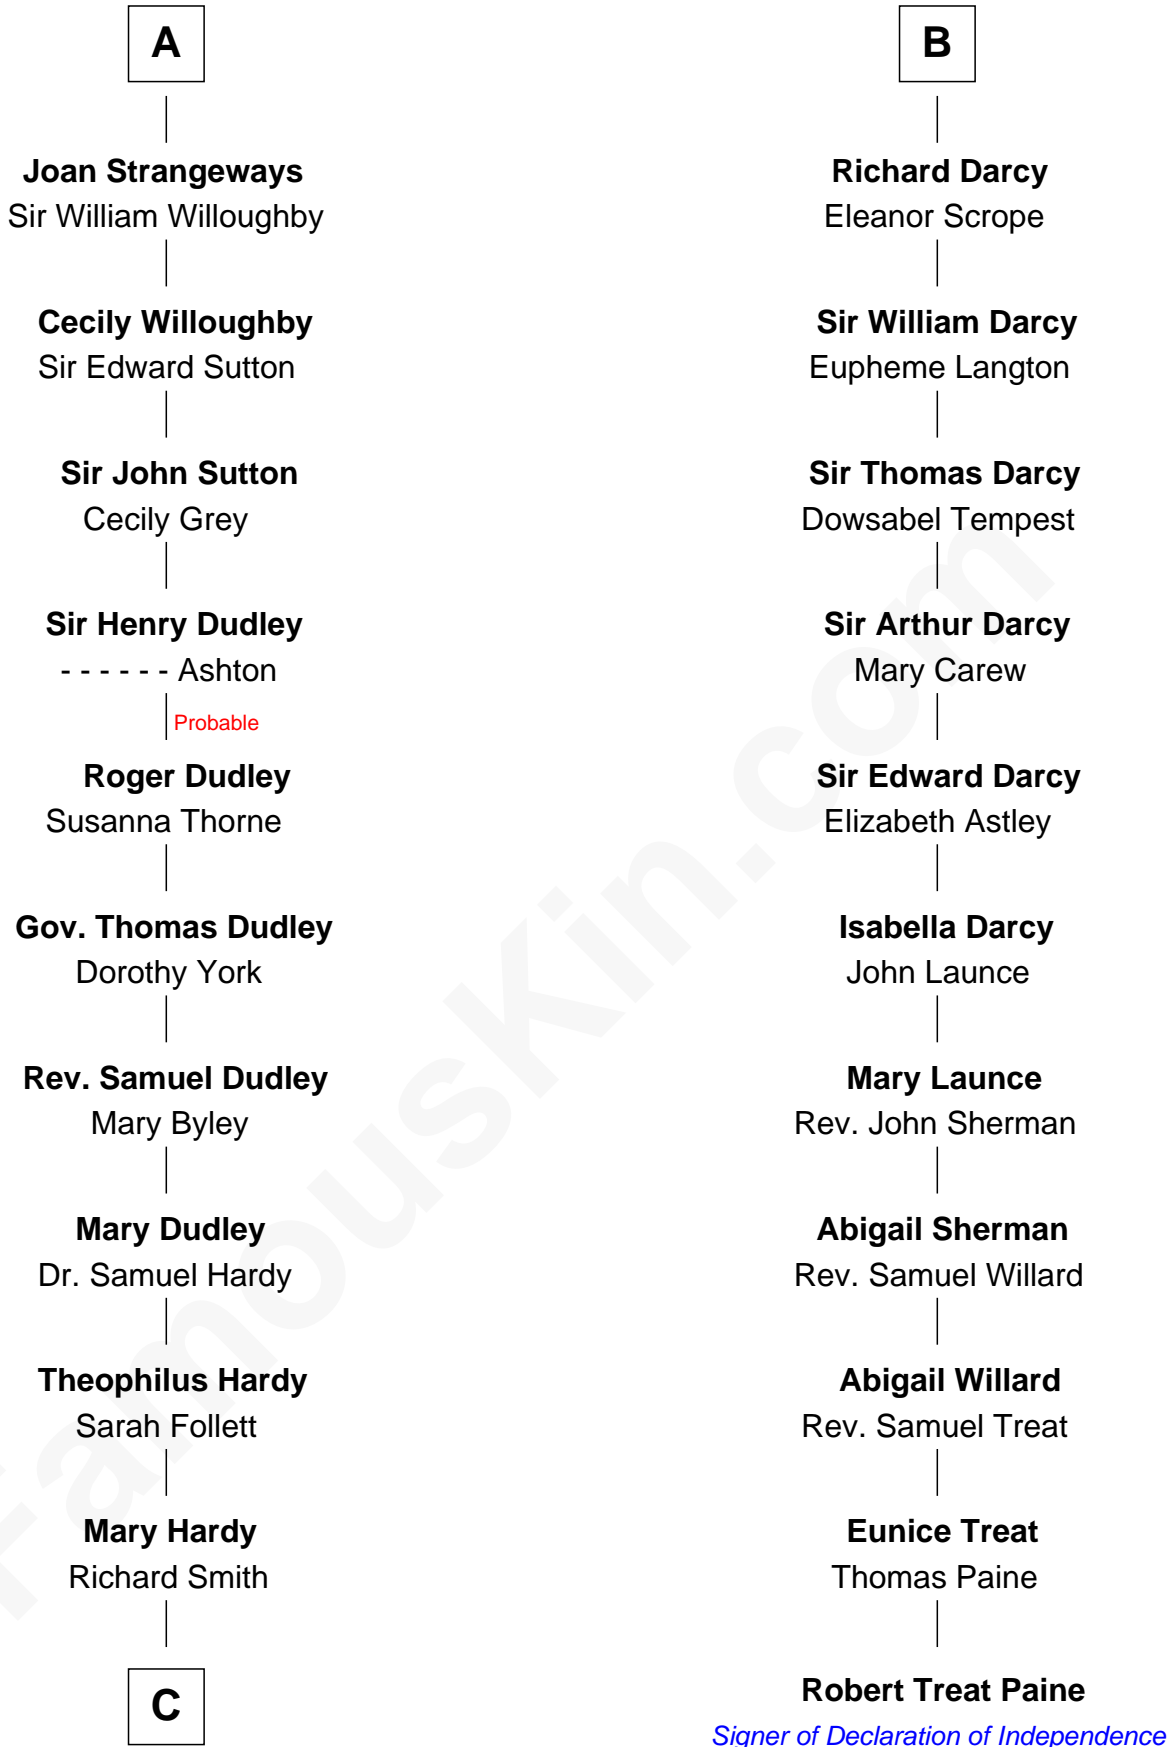 A
Joan Strangeways
Sir William Willoughby
Cecily Willoughby
Sir Edward Sutton
Sir John Sutton
Cecily Grey
Sir Henry Dudley
- - - - - - Ashton
Probable
Roger Dudley
Susanna Thorne
Gov. Thomas Dudley
Dorothy York
Rev. Samuel Dudley
Mary Byley
Mary Dudley
Dr. Samuel Hardy
Theophilus Hardy
Sarah Follett
Mary Hardy
Richard Smith
C
B
Richard Darcy
Eleanor Scrope
Sir William Darcy
Eupheme Langton
Sir Thomas Darcy
Dowsabel Tempest
Sir Arthur Darcy
Mary Carew
Sir Edward Darcy
Elizabeth Astley
Isabella Darcy
John Launce
Mary Launce
Rev. John Sherman
Abigail Sherman
Rev. Samuel Willard
Abigail Willard
Rev. Samuel Treat
Eunice Treat
Thomas Paine
Robert Treat Paine
Signer of Declaration of Independence
FamousKin.com